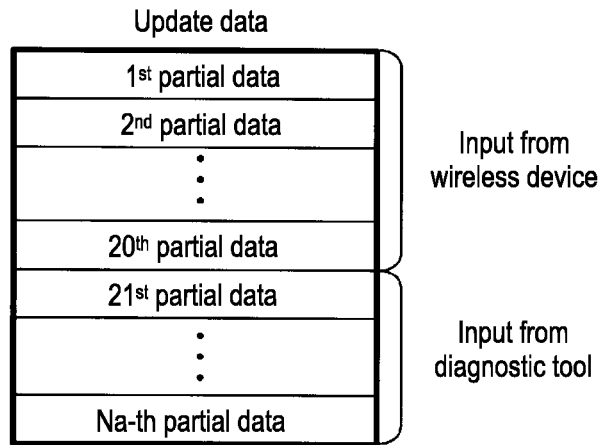 Update data
1st partial data
2nd partial data
Input from
wireless device
20th partial data
21st partial data
Input from
diagnostic tool
Na-th partial data